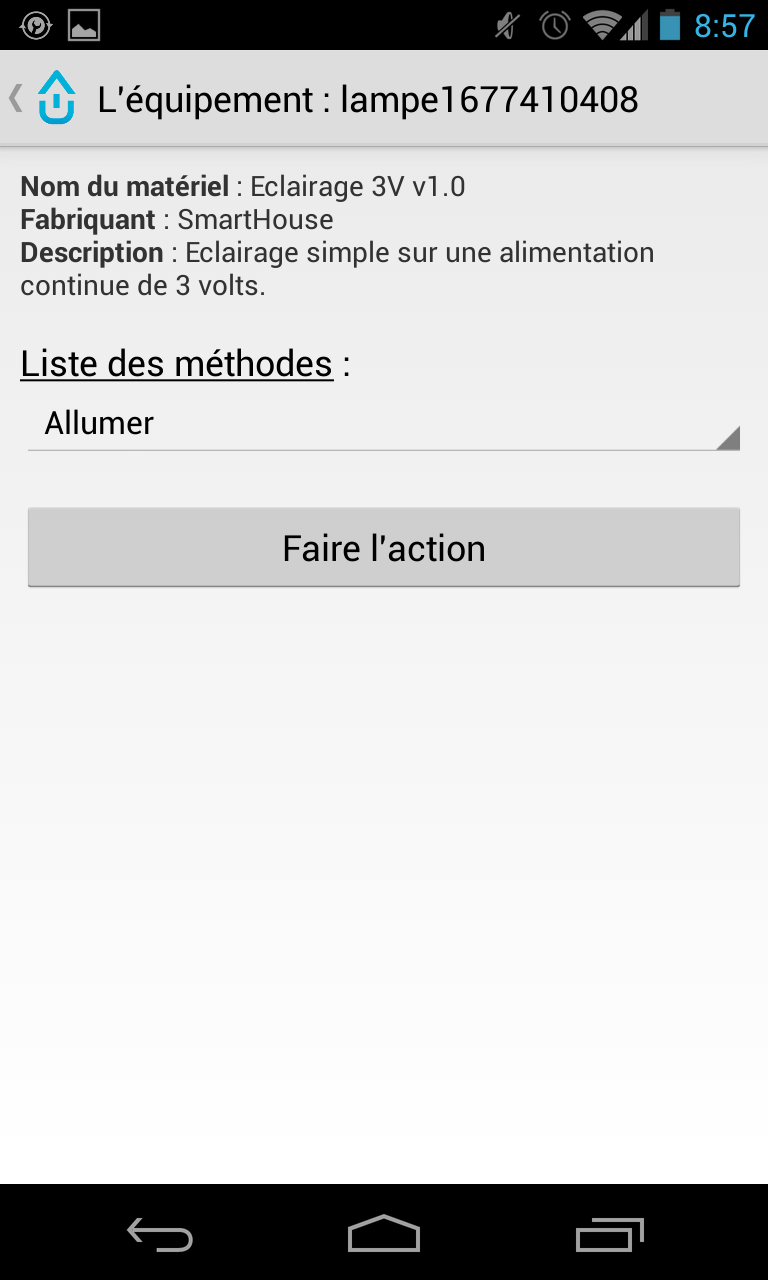 8:57
L'équipement : lampe1677410408
Nom du matériel : Eclairage 3V v1.0
Fabriquant : SmartHouse
Description : Eclairage simple sur une alimentation
continue de 3 volts.
Liste des méthodes :
Allumer
Faire l'action